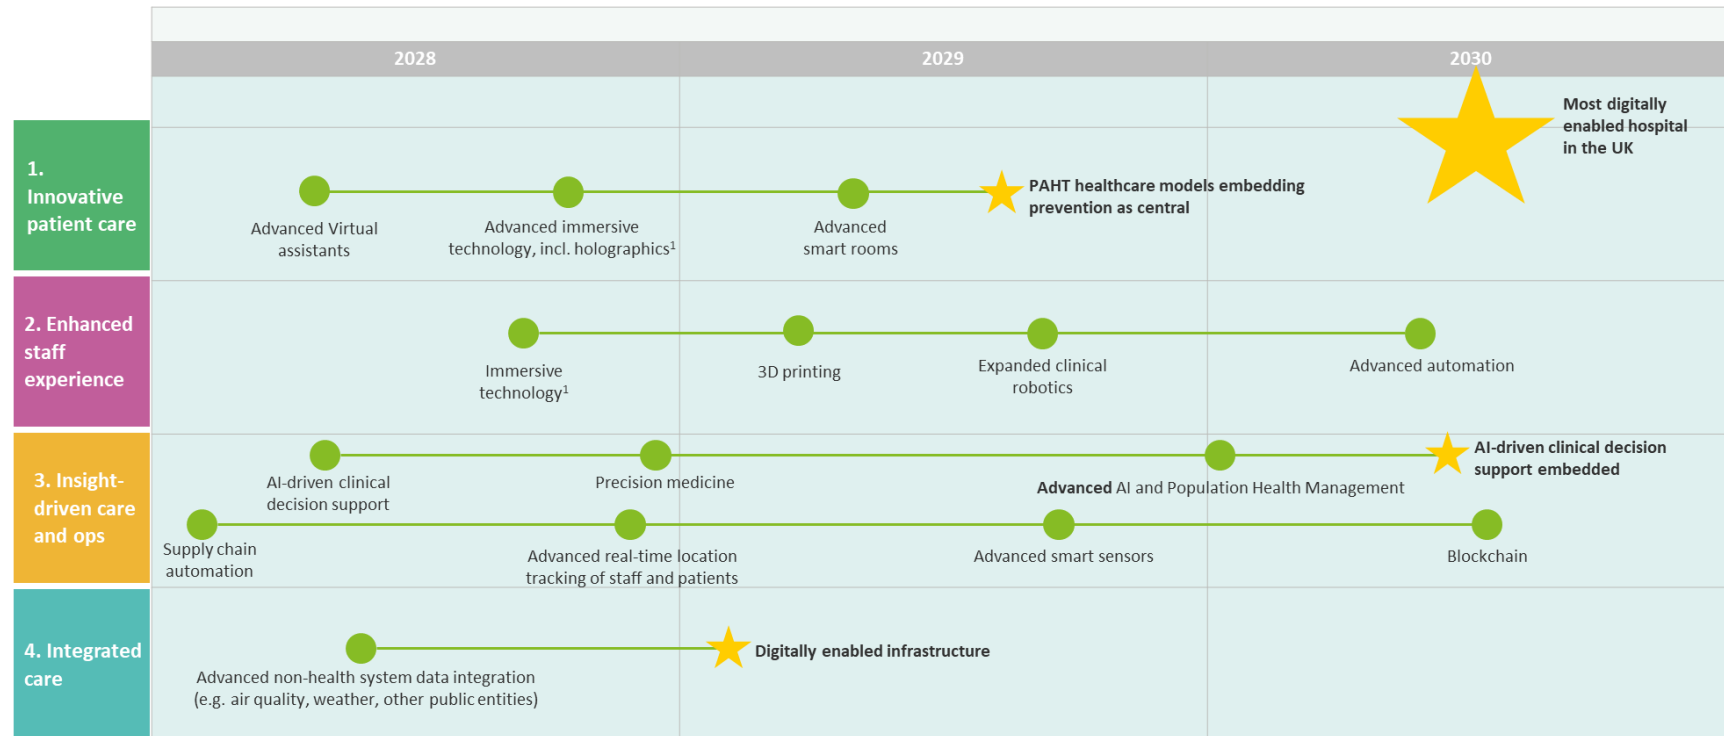 2028
2029
2030
Most digitally
enabled hospital
in the UK
1.
Innovative
patient care
PAHT healthcare models embedding
prevention as central
Advanced Virtual
assistants
Advanced immersive
technology, incl. holographics¹
Advanced
smart rooms
2. Enhanced
staff
experience
Immersive
technology¹
3D printing
Expanded clinical
robotics
Advanced automation
3. Insight-
driven care
and ops
AI-driven clinical
decision support
Precision medicine
Advanced AI and Population Health Management
AI-driven clinical decision
support embedded
Supply chain
automation
Advanced real-time location
tracking of staff and patients
Advanced smart sensors
Blockchain
4. Integrated
care
Digitally enabled infrastructure
Advanced non-health system data integration
(e.g. air quality, weather, other public entities)